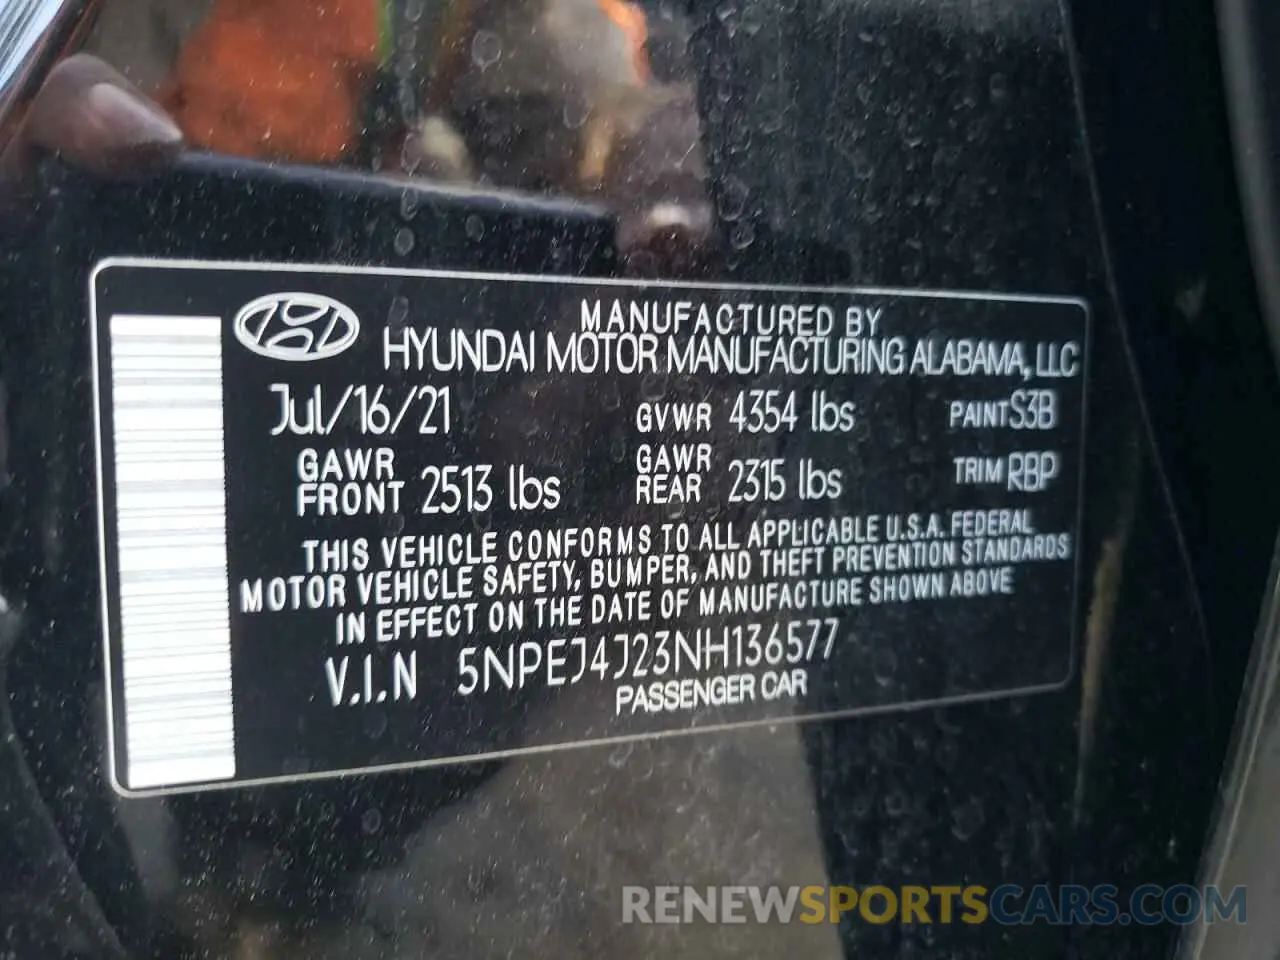 MANUFACTURED BY
HYUNDAI MOTOR MANUFACTURING ALABAMA, LLC
Jul/16/21 GVWR 4354 lbs PAINT S3B
GAWR FRONT 2513 lbs GAWR REAR 2315 lbs TRIM RBP
THIS VEHICLE CONFORMS TO ALL APPLICABLE U.S.A. FEDERAL
MOTOR VEHICLE SAFETY, BUMPER, AND THEFT PREVENTION STANDARDS
IN EFFECT ON THE DATE OF MANUFACTURE SHOWN ABOVE
V.I.N 5NPEJ4J23NH136577
PASSENGER CAR
RENEWSPORTSCARS.COM